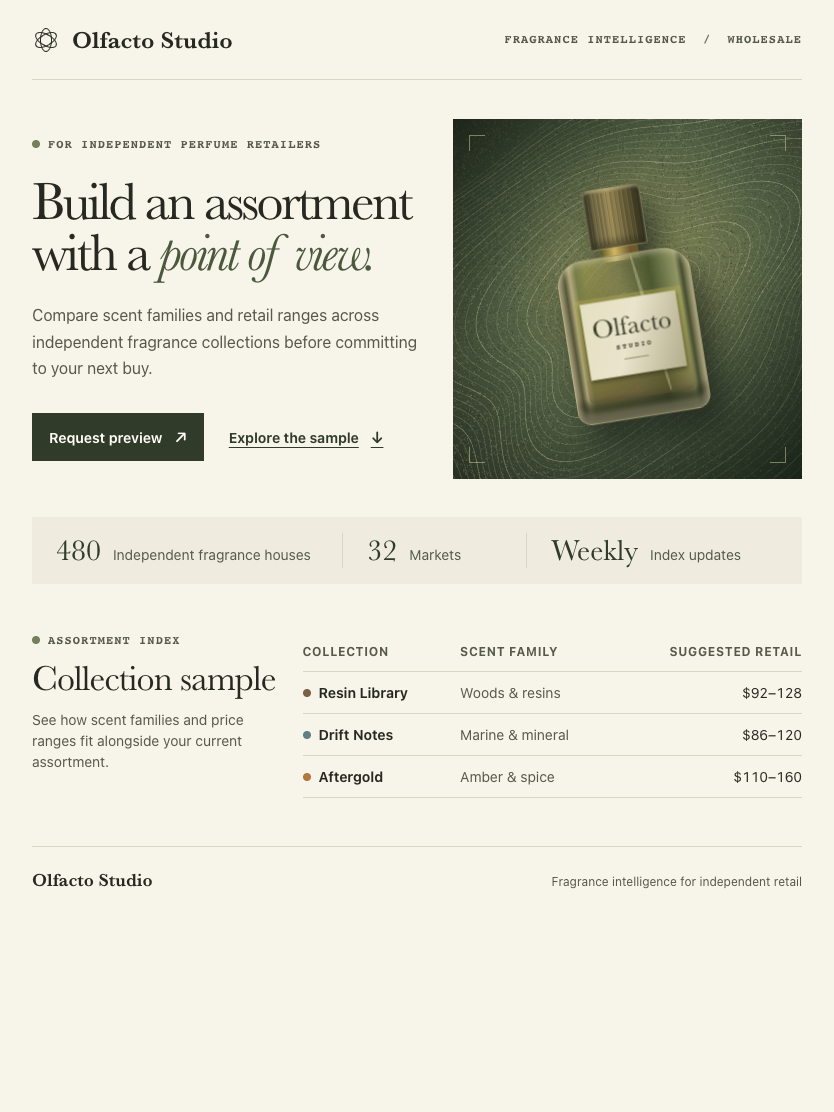 Olfacto Studio
FRAGRANCE INTELLIGENCE / WHOLESALE
FOR INDEPENDENT PERFUME RETAILERS
Build an assortment
with a point of view.
Compare scent families and retail ranges across
independent fragrance collections before committing
to your next buy.
Request preview
Explore the sample
Olfacto
STUDIO
480 Independent fragrance houses
32 Markets
Weekly Index updates
ASSORTMENT INDEX
Collection sample
See how scent families and price
ranges fit alongside your current
assortment.
COLLECTION SCENT FAMILY SUGGESTED RETAIL
Resin Library Woods & resins $92–128
Drift Notes Marine & mineral $86–120
Aftergold Amber & spice $110–160
Olfacto Studio
Fragrance intelligence for independent retail